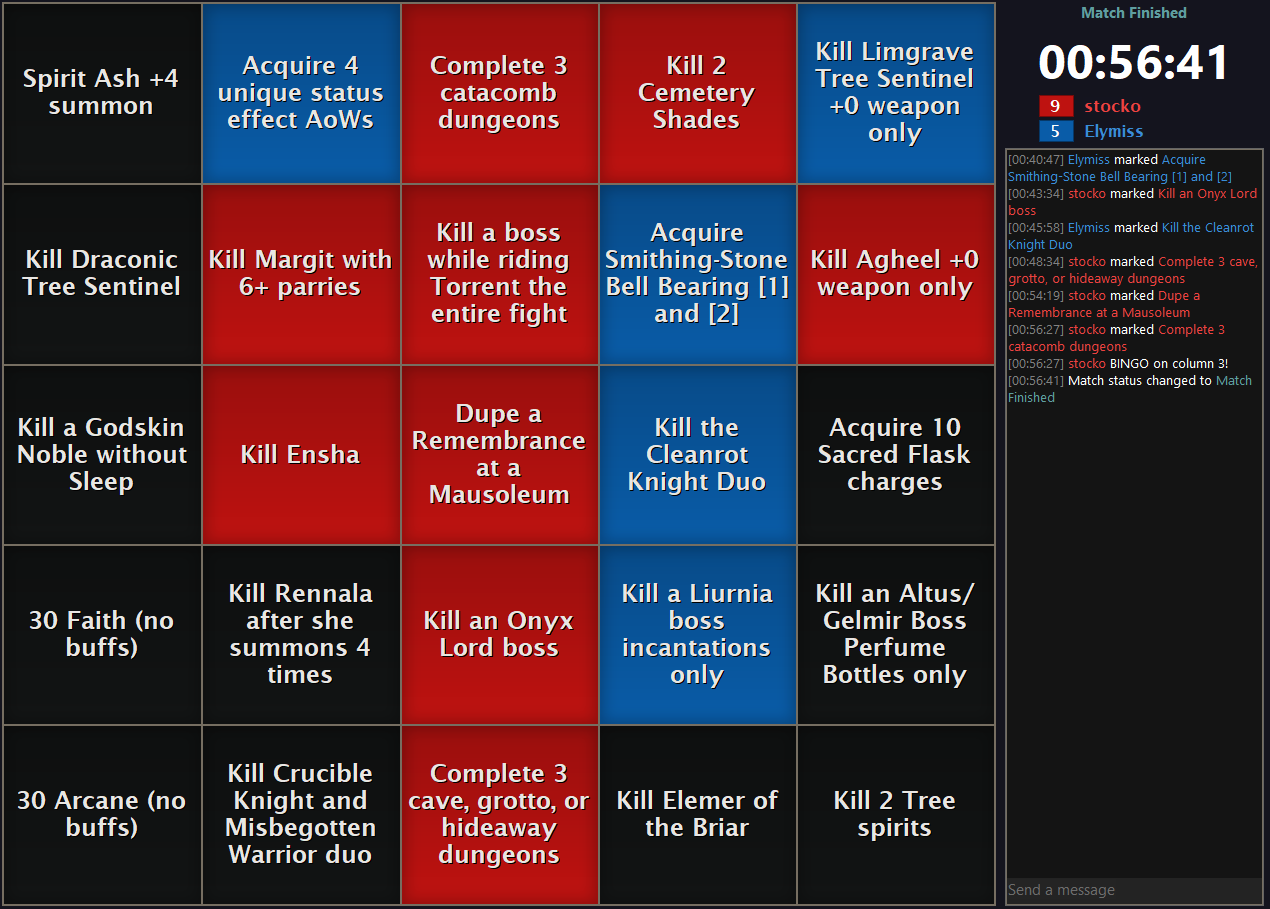 Spirit Ash +4
summon
Acquire 4
unique status
effect AoWs
Complete 3
catacomb
dungeons
Kill 2
Cemetery
Shades
Kill Limgrave
Tree Sentinel
+0 weapon
only
Kill Draconic
Tree Sentinel
Kill Margit with
6+ parries
Kill a boss
while riding
Torrent the
entire fight
Acquire
Smithing-Stone
Bell Bearing [1]
and [2]
Kill Agheel +0
weapon only
Kill a Godskin
Noble without
Sleep
Kill Ensha
Dupe a
Remembrance
at a
Mausoleum
Kill the
Cleanrot
Knight Duo
Acquire 10
Sacred Flask
charges
30 Faith (no
buffs)
Kill Rennala
after she
summons 4
times
Kill an Onyx
Lord boss
Kill a Liurnia
boss
incantations
only
Kill an Altus/
Gelmir Boss
Perfume
Bottles only
30 Arcane (no
buffs)
Kill Crucible
Knight and
Misbegotten
Warrior duo
Complete 3
cave, grotto, or
hideaway
dungeons
Kill Elemer of
the Briar
Kill 2 Tree
spirits
Match Finished
00:56:41
9 stocko
5 Elymiss
[00:40:47] Elymiss marked Acquire
Smithing-Stone Bell Bearing [1] and [2]
[00:43:34] stocko marked Kill an Onyx Lord
boss
[00:45:58] Elymiss marked Kill the Cleanrot
Knight Duo
[00:48:34] stocko marked Complete 3 cave,
grotto, or hideaway dungeons
[00:54:19] stocko marked Dupe a
Remembrance at a Mausoleum
[00:56:27] stocko marked Complete 3
catacomb dungeons
[00:56:27] stocko BINGO on column 3!
[00:56:41] Match status changed to Match
Finished
Send a message